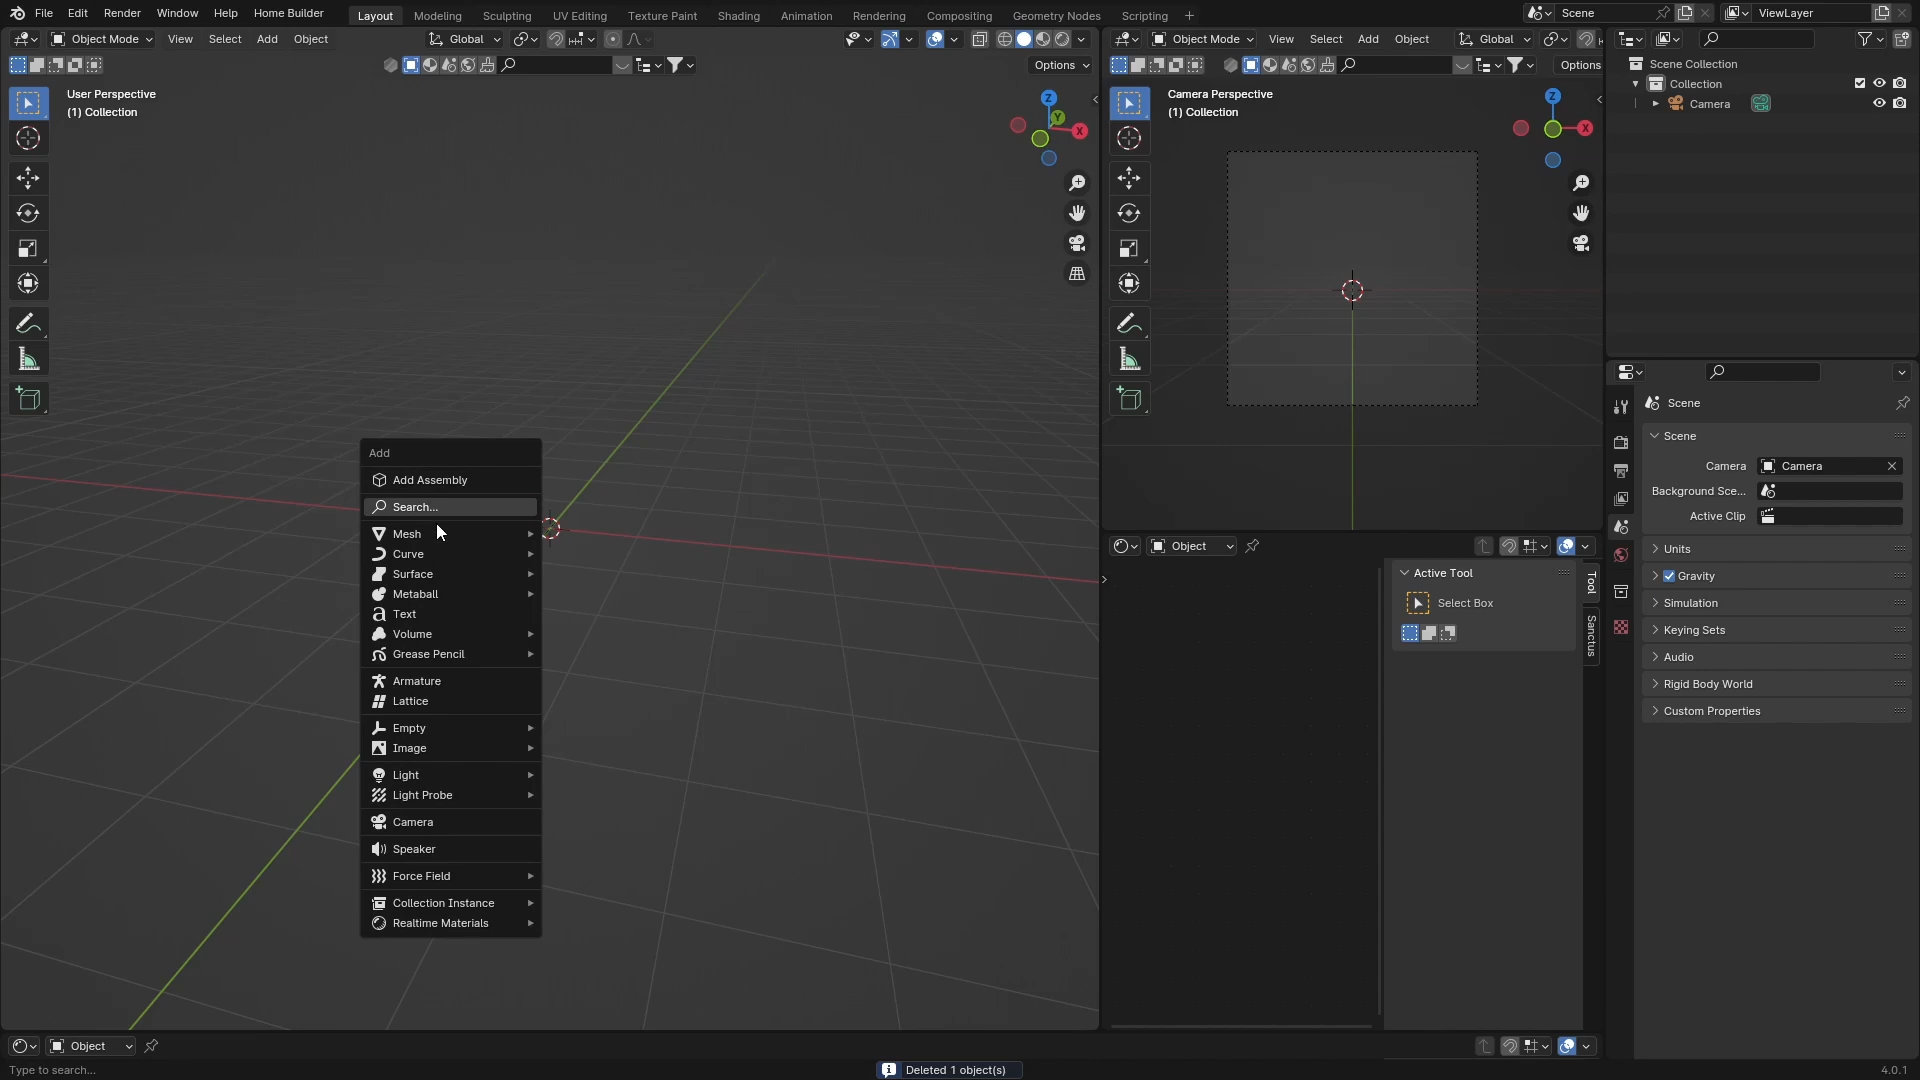 File Edit Render Window Help Home Builder Layout Modeling Sculpting UV Editing Texture Paint Shading Animation Rendering Compositing Geometry Nodes Scripting + Scene ViewLayer
Object Mode View Select Add Object Global
Options
User Perspective
(1) Collection
Z
Y
X
Add
Add Assembly
Search...
Mesh
Curve
Surface
Metaball
Text
Volume
Grease Pencil
Armature
Lattice
Empty
Image
Light
Light Probe
Camera
Speaker
Force Field
Collection Instance
Realtime Materials
Object Mode View Select Add Object Global
Options
Camera Perspective
(1) Collection
Z
X
Object
Active Tool
Select Box
Tool
Sanctus
Scene Collection
Collection
Camera
Scene
Scene
Camera Camera
Background Sce...
Active Clip
Units
Gravity
Simulation
Keying Sets
Audio
Rigid Body World
Custom Properties
Object
Type to search...
Deleted 1 object(s)
4.0.1